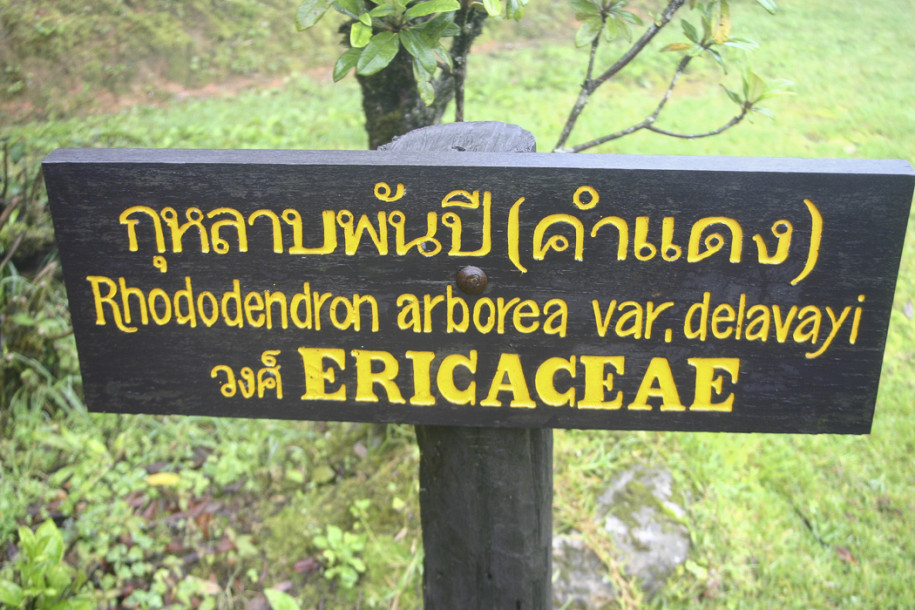 กุหลาบพันปี (คำแดง)
Rhododendron arborea var. delavayi
วงศ์ ERICACEAE